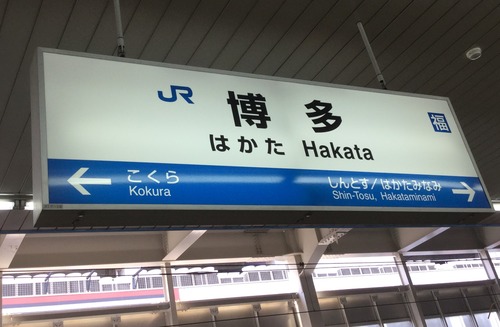 JR 博多 福
はかた Hakata
こくら しんとす/はかたみなみ
Kokura Shin-Tosu, Hakataminami